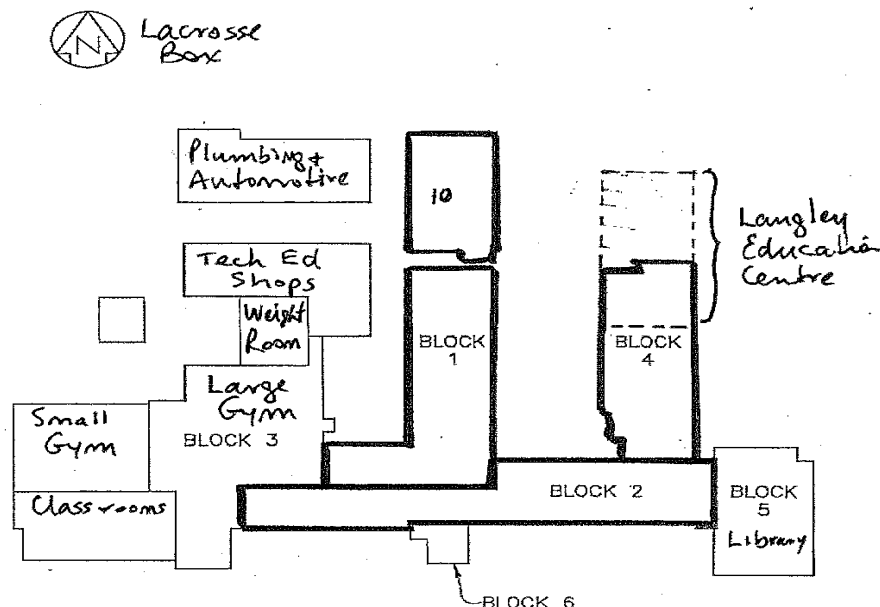 N
Lacrosse
Box
Plumbing +
Automotive
10
Langley
Education
Centre
Tech Ed
Shops
Weight
Room
BLOCK
1
BLOCK
4
Large
Gym
BLOCK 3
Small
Gym
Classrooms
BLOCK 2
BLOCK
5
Library
BLOCK 6